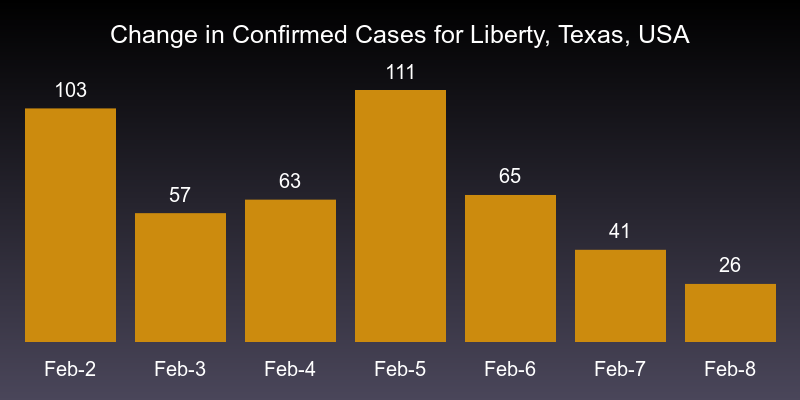 Change in Confirmed Cases for Liberty, Texas, USA
103
57
63
111
65
41
26
Feb-2
Feb-3
Feb-4
Feb-5
Feb-6
Feb-7
Feb-8